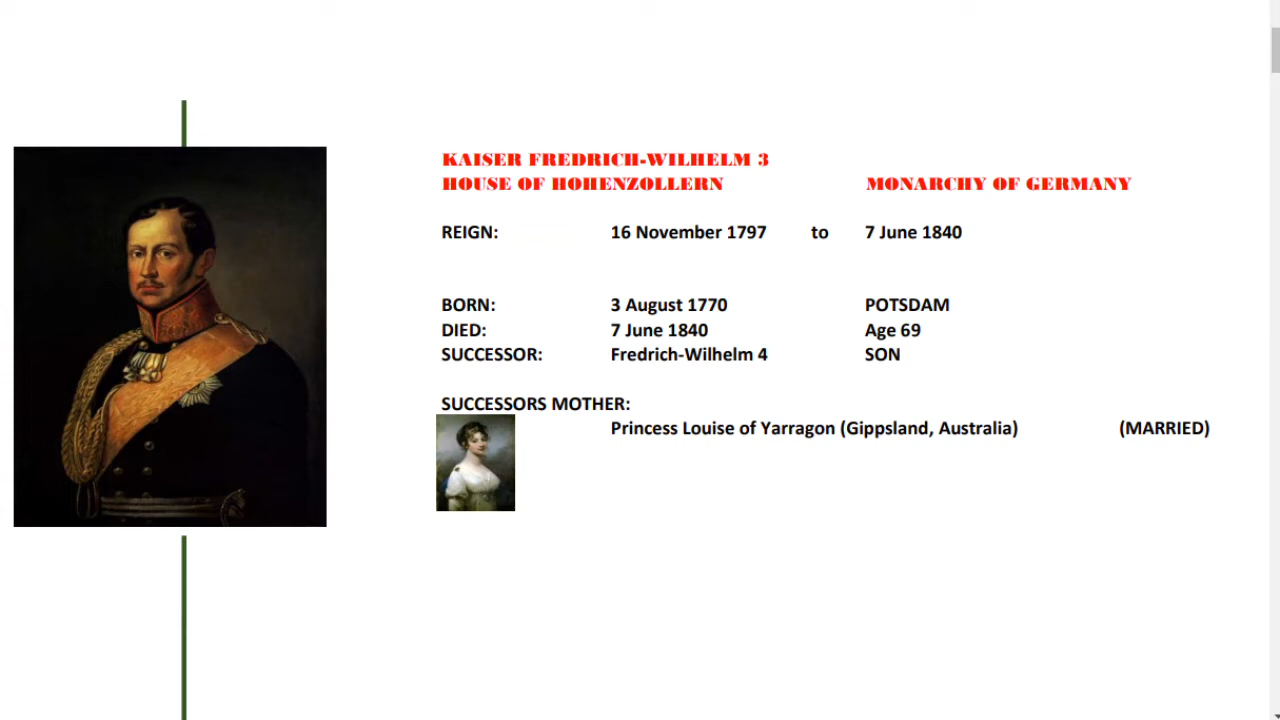 KAISER FREDRICH-WILHELM 3
HOUSE OF HOHENZOLLERN MONARCHY OF GERMANY
REIGN: 16 November 1797 to 7 June 1840
BORN: 3 August 1770 POTSDAM
DIED: 7 June 1840 Age 69
SUCCESSOR: Fredrich-Wilhelm 4 SON
SUCCESSORS MOTHER:
Princess Louise of Yarragon (Gippsland, Australia) (MARRIED)